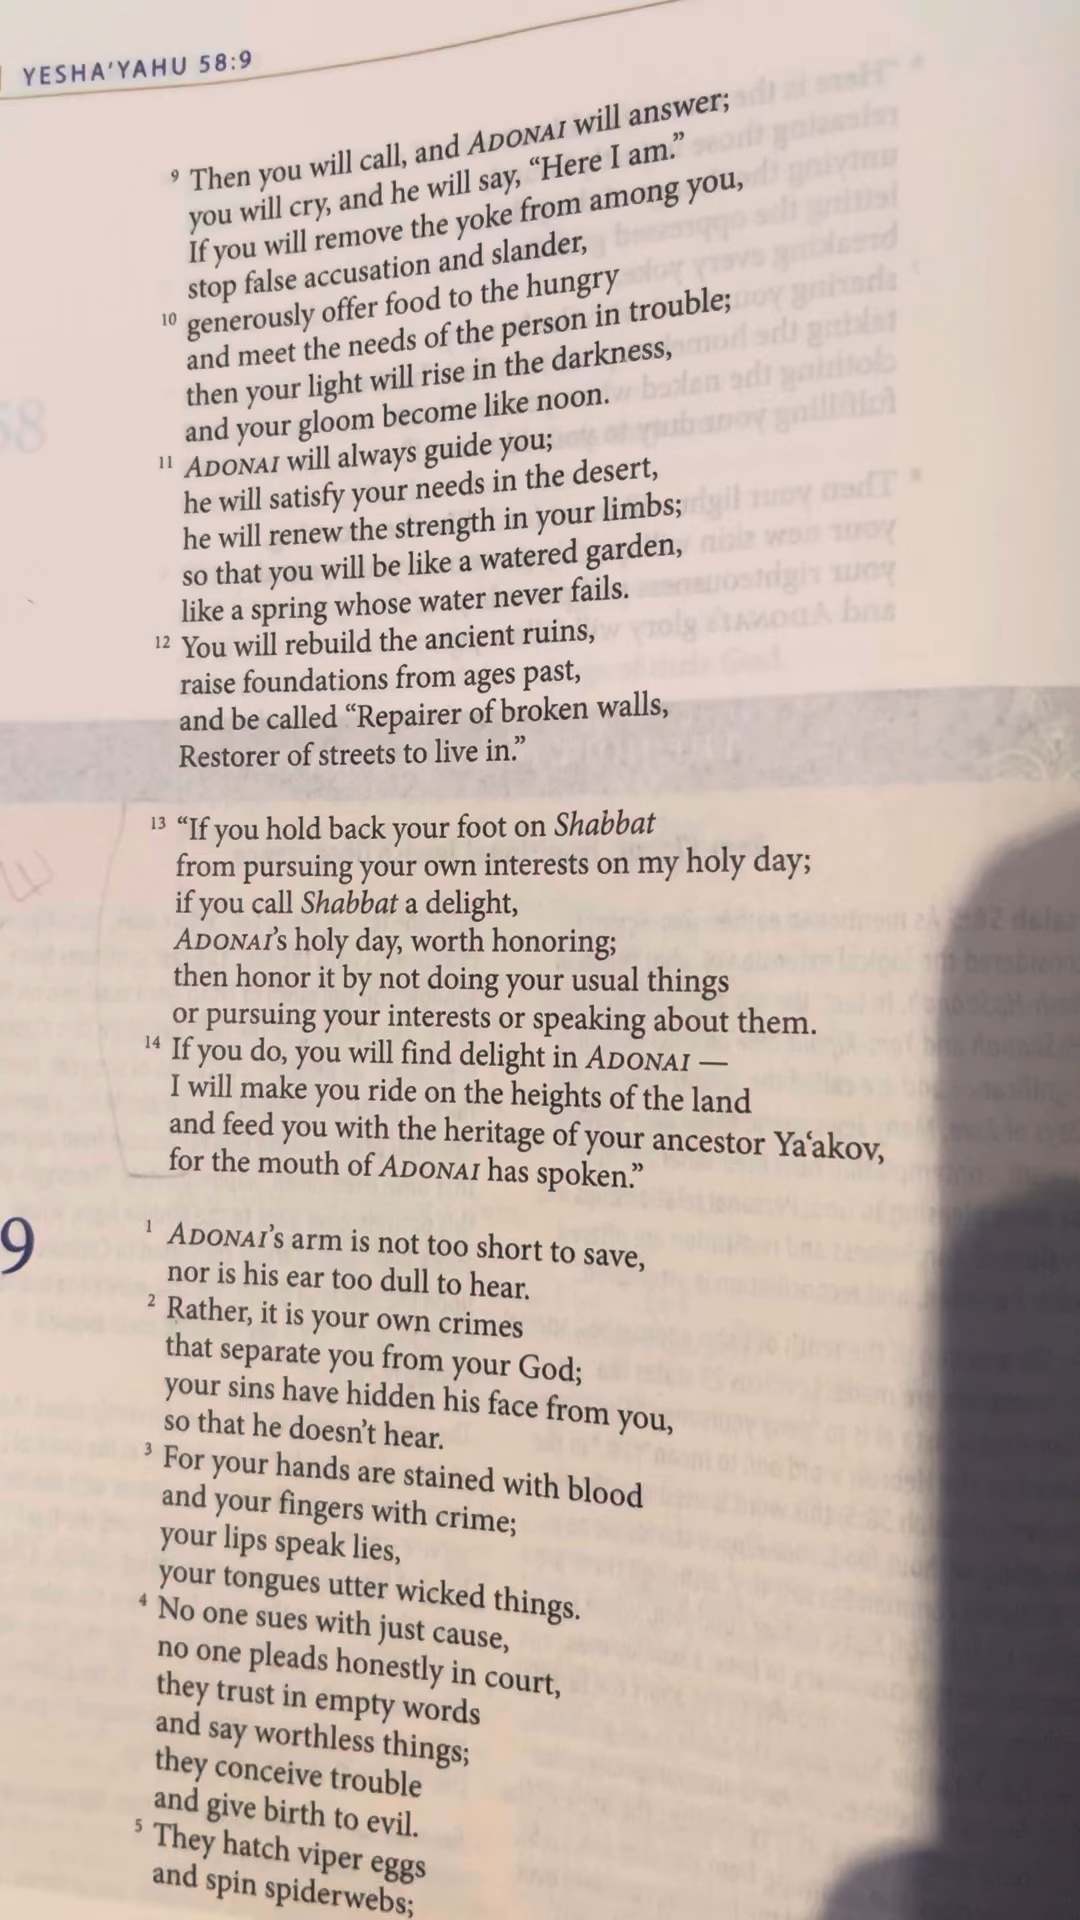 YESHA'YAHU 58:9
9 Then you will call, and ADONAI will answer;
you will cry, and he will say, “Here I am.”
If you will remove the yoke from among you,
stop false accusation and slander,
10 generously offer food to the hungry
and meet the needs of the person in trouble;
then your light will rise in the darkness,
and your gloom become like noon.
11 ADONAI will always guide you;
he will satisfy your needs in the desert,
he will renew the strength in your limbs;
so that you will be like a watered garden,
like a spring whose water never fails.
12 You will rebuild the ancient ruins,
raise foundations from ages past,
and be called “Repairer of broken walls,
Restorer of streets to live in.”
13 “If you hold back your foot on Shabbat
from pursuing your own interests on my holy day;
if you call Shabbat a delight,
ADONAI's holy day, worth honoring;
then honor it by not doing your usual things
or pursuing your interests or speaking about them.
14 If you do, you will find delight in ADONAI —
I will make you ride on the heights of the land
and feed you with the heritage of your ancestor Ya‘akov,
for the mouth of ADONAI has spoken.”
9
1 ADONAI's arm is not too short to save,
nor is his ear too dull to hear.
2 Rather, it is your own crimes
that separate you from your God;
your sins have hidden his face from you,
so that he doesn't hear.
3 For your hands are stained with blood
and your fingers with crime;
your lips speak lies,
your tongues utter wicked things.
4 No one sues with just cause,
no one pleads honestly in court,
they trust in empty words
and say worthless things;
they conceive trouble
and give birth to evil.
5 They hatch viper eggs
and spin spiderwebs;